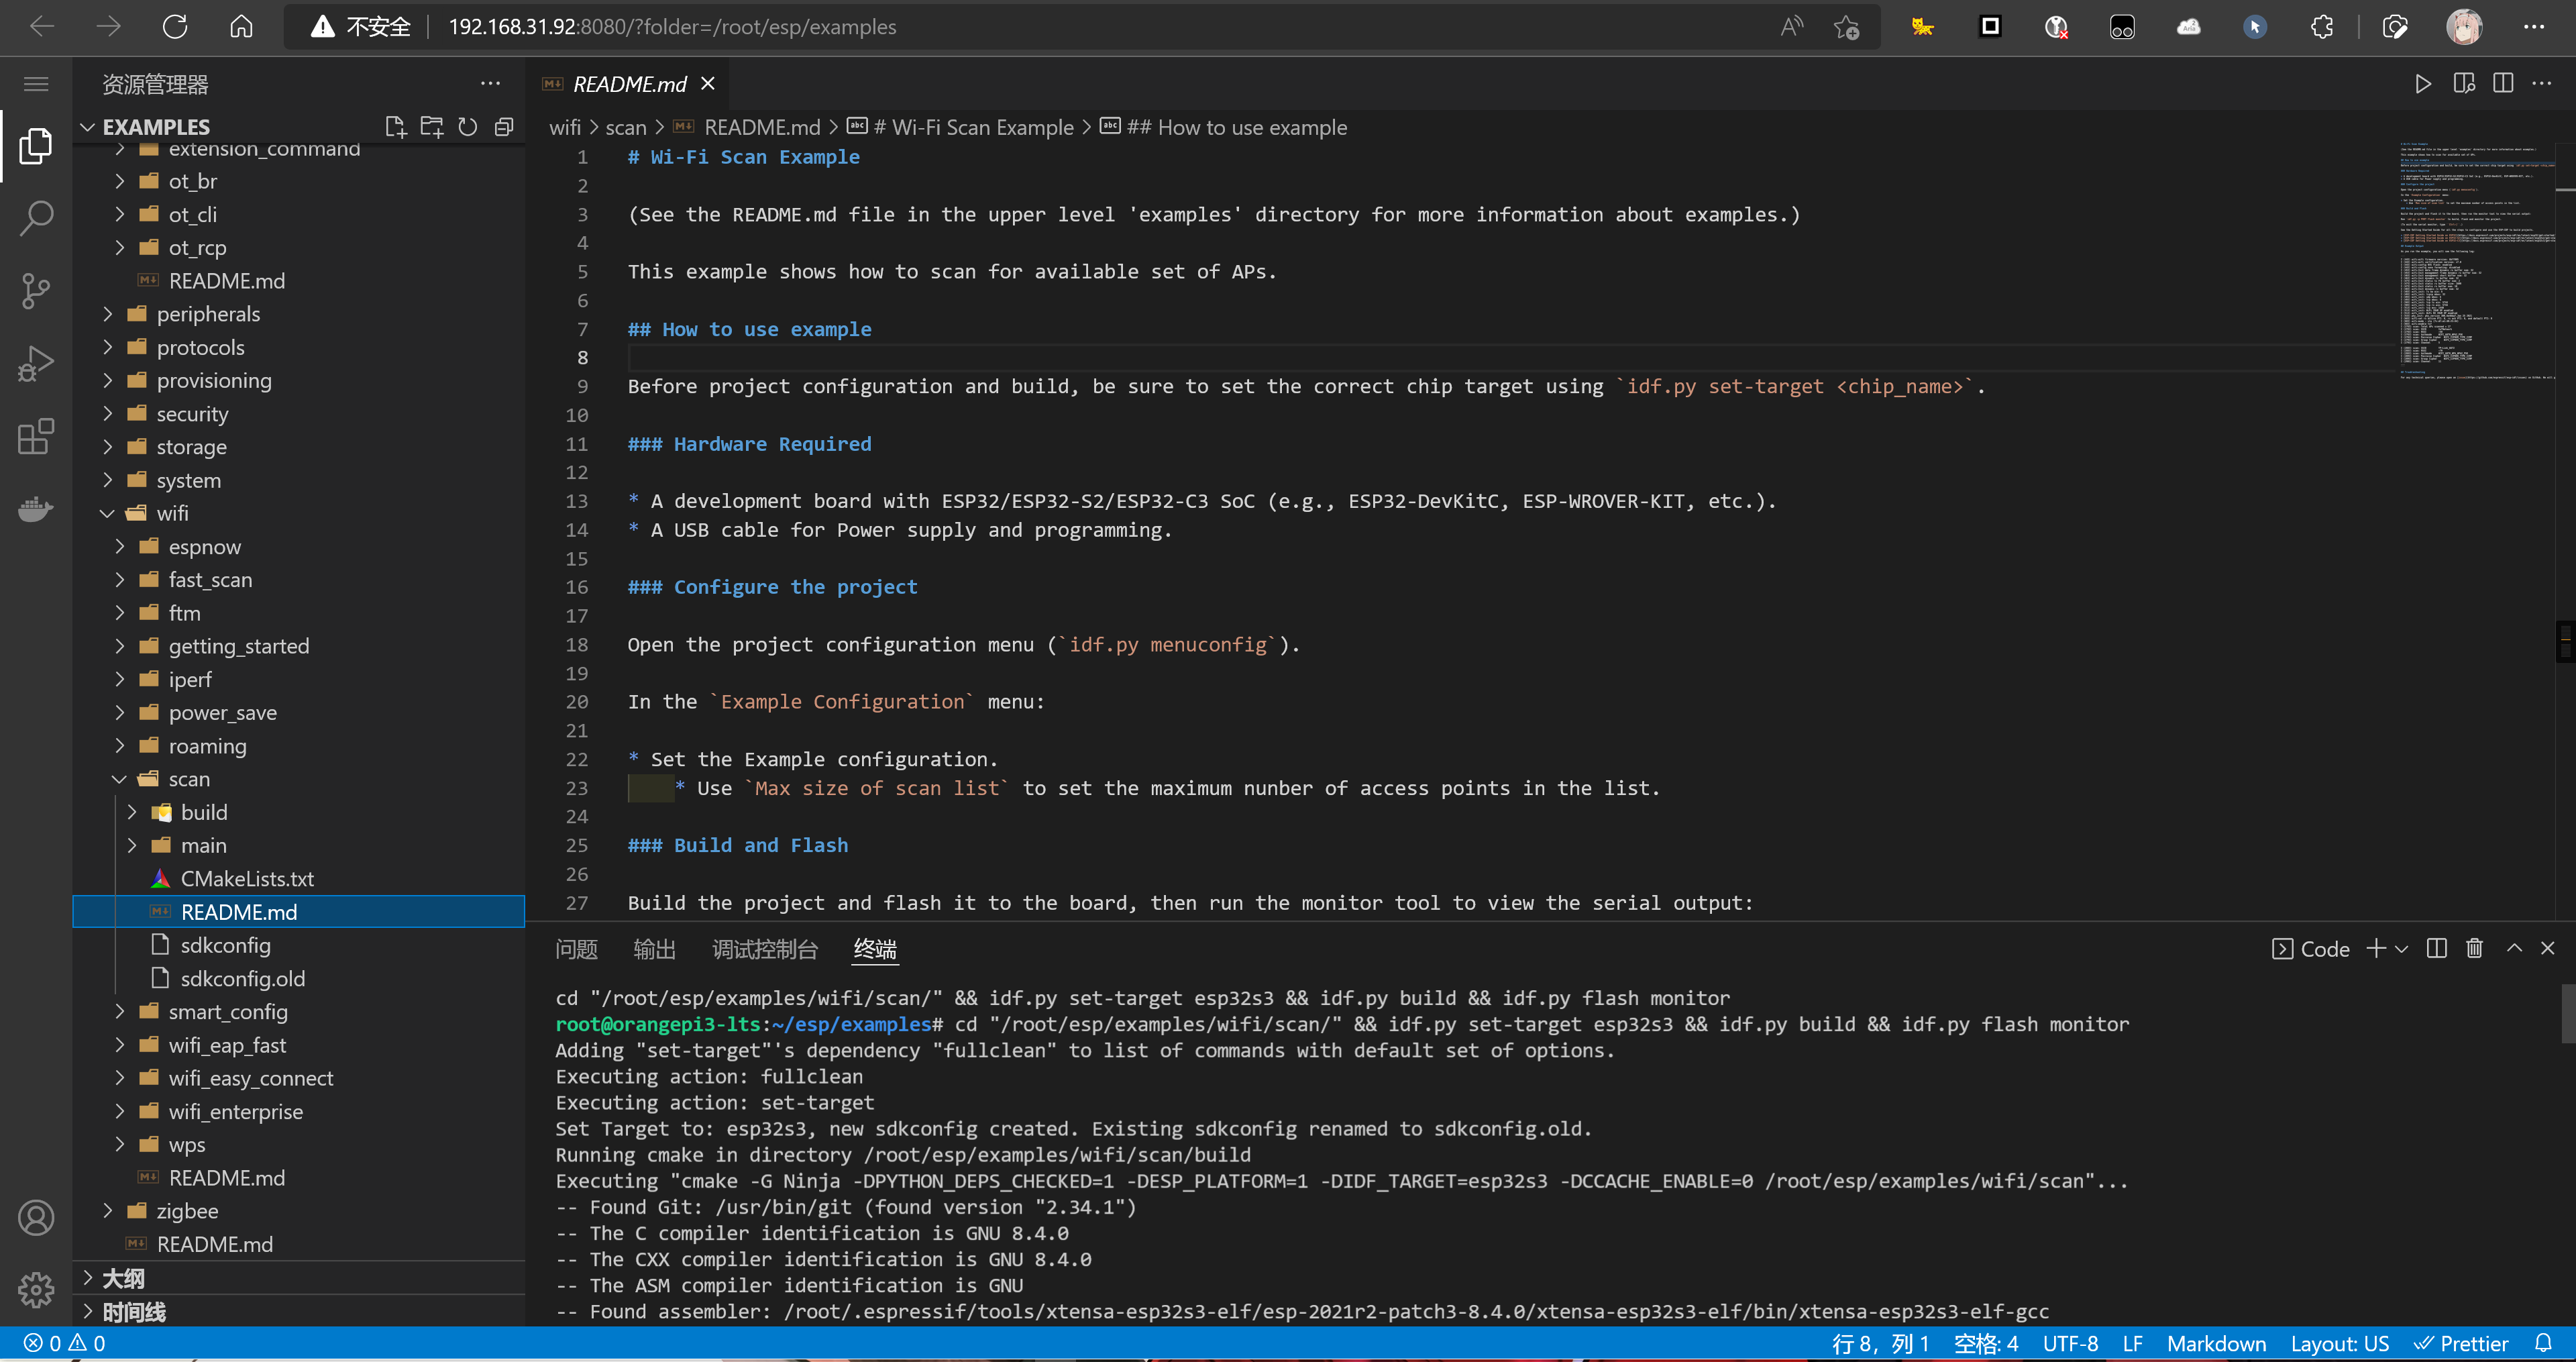 不安全 192.168.31.92:8080/?folder=/root/esp/examples
资源管理器
EXAMPLES
extension_command
ot_br
ot_cli
ot_rcp
README.md
peripherals
protocols
provisioning
security
storage
system
wifi
espnow
fast_scan
ftm
getting_started
iperf
power_save
roaming
scan
build
main
CMakeLists.txt
README.md
sdkconfig
sdkconfig.old
smart_config
wifi_eap_fast
wifi_easy_connect
wifi_enterprise
wps
README.md
zigbee
README.md
大纲
时间线
README.md
wifi > scan > README.md > # Wi-Fi Scan Example > ## How to use example
1 # Wi-Fi Scan Example
2
3 (See the README.md file in the upper level 'examples' directory for more information about examples.)
4
5 This example shows how to scan for available set of APs.
6
7 ## How to use example
8
9 Before project configuration and build, be sure to set the correct chip target using `idf.py set-target <chip_name>`.
10
11 ### Hardware Required
12
13 * A development board with ESP32/ESP32-S2/ESP32-C3 SoC (e.g., ESP32-DevKitC, ESP-WROVER-KIT, etc.).
14 * A USB cable for Power supply and programming.
15
16 ### Configure the project
17
18 Open the project configuration menu (`idf.py menuconfig`).
19
20 In the `Example Configuration` menu:
21
22 * Set the Example configuration.
23 * Use `Max size of scan list` to set the maximum nunber of access points in the list.
24
25 ### Build and Flash
26
27 Build the project and flash it to the board, then run the monitor tool to view the serial output:
问题 输出 调试控制台 终端 Code
cd "/root/esp/examples/wifi/scan/" && idf.py set-target esp32s3 && idf.py build && idf.py flash monitor
root@orangepi3-lts:~/esp/examples# cd "/root/esp/examples/wifi/scan/" && idf.py set-target esp32s3 && idf.py build && idf.py flash monitor
Adding "set-target"'s dependency "fullclean" to list of commands with default set of options.
Executing action: fullclean
Executing action: set-target
Set Target to: esp32s3, new sdkconfig created. Existing sdkconfig renamed to sdkconfig.old.
Running cmake in directory /root/esp/examples/wifi/scan/build
Executing "cmake -G Ninja -DPYTHON_DEPS_CHECKED=1 -DESP_PLATFORM=1 -DIDF_TARGET=esp32s3 -DCCACHE_ENABLE=0 /root/esp/examples/wifi/scan"...
-- Found Git: /usr/bin/git (found version "2.34.1")
-- The C compiler identification is GNU 8.4.0
-- The CXX compiler identification is GNU 8.4.0
-- The ASM compiler identification is GNU
-- Found assembler: /root/.espressif/tools/xtensa-esp32s3-elf/esp-2021r2-patch3-8.4.0/xtensa-esp32s3-elf/bin/xtensa-esp32s3-elf-gcc
0 0 行 8，列 1 空格: 4 UTF-8 LF Markdown Layout: US Prettier